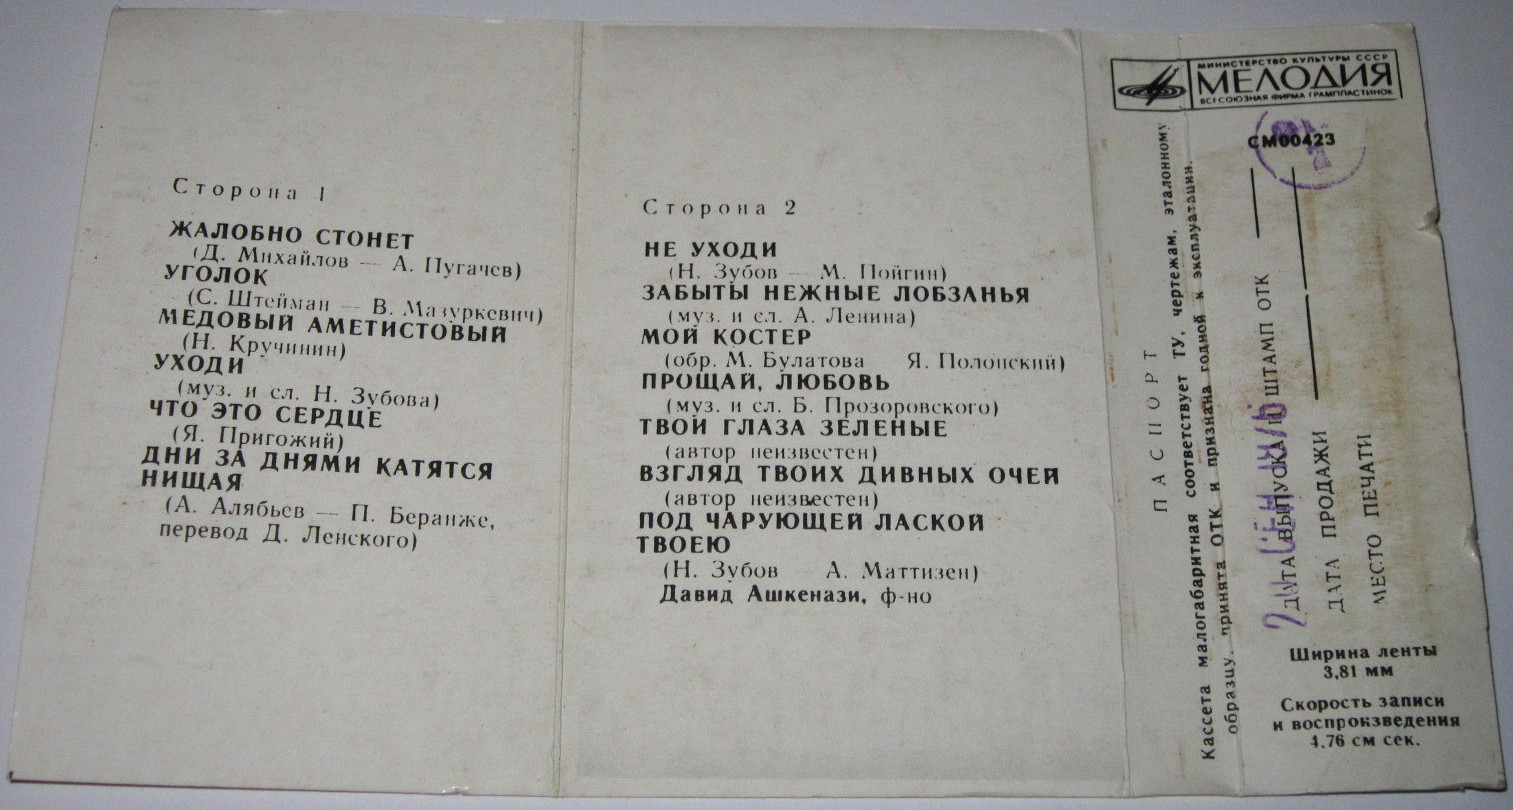 Сторона 1
ЖАЛОБНО СТОНЕТ
(Д. Михайлов — А. Пугачев)
УГОЛОК
(С. Штейман — В. Мазуркевич)
МЕДОВЫЙ АМЕТИСТОВЫЙ
(Н. Кручинин)
УХОДИ
(муз. и сл. Н. Зубова)
ЧТО ЭТО СЕРДЦЕ
(Я. Пригожий)
ДНИ ЗА ДНЯМИ КАТЯТСЯ
НИЩАЯ
(А. Алябьев — П. Беранже,
перевод Д. Ленского)
Сторона 2
НЕ УХОДИ
(Н. Зубов — М. Пойгин)
ЗАБЫТЫ НЕЖНЫЕ ЛОБЗАНЬЯ
(муз. и сл. А. Ленина)
МОЙ КОСТЕР
(обр. М. Булатова Я. Полонский)
ПРОЩАЙ, ЛЮБОВЬ
(муз. и сл. Б. Прозоровского)
ТВОИ ГЛАЗА ЗЕЛЕНЫЕ
(автор неизвестен)
ВЗГЛЯД ТВОИХ ДИВНЫХ ОЧЕЙ
(автор неизвестен)
ПОД ЧАРУЮЩЕЙ ЛАСКОЙ
ТВОЕЮ
(Н. Зубов А. Маттизен)
Давид Ашкенази, ф-но
МИНИСТЕРСТВО КУЛЬТУРЫ СССР
МЕЛОДИЯ
ВСЕСОЮЗНАЯ ФИРМА ГРАМПЛАСТИНОК
СМ00423
ПАСПОРТ
Кассета малогабаритная соответствует ТУ, чертежам, эталонному
образцу, принята ОТК и признана годной к эксплуатации.
ДАТА ВЫПУСКА И ШТАМП ОТК
ДАТА ПРОДАЖИ
МЕСТО ПЕЧАТИ
Ширина ленты
3,81 мм
Скорость записи
и воспроизведения
4,76 см сек.